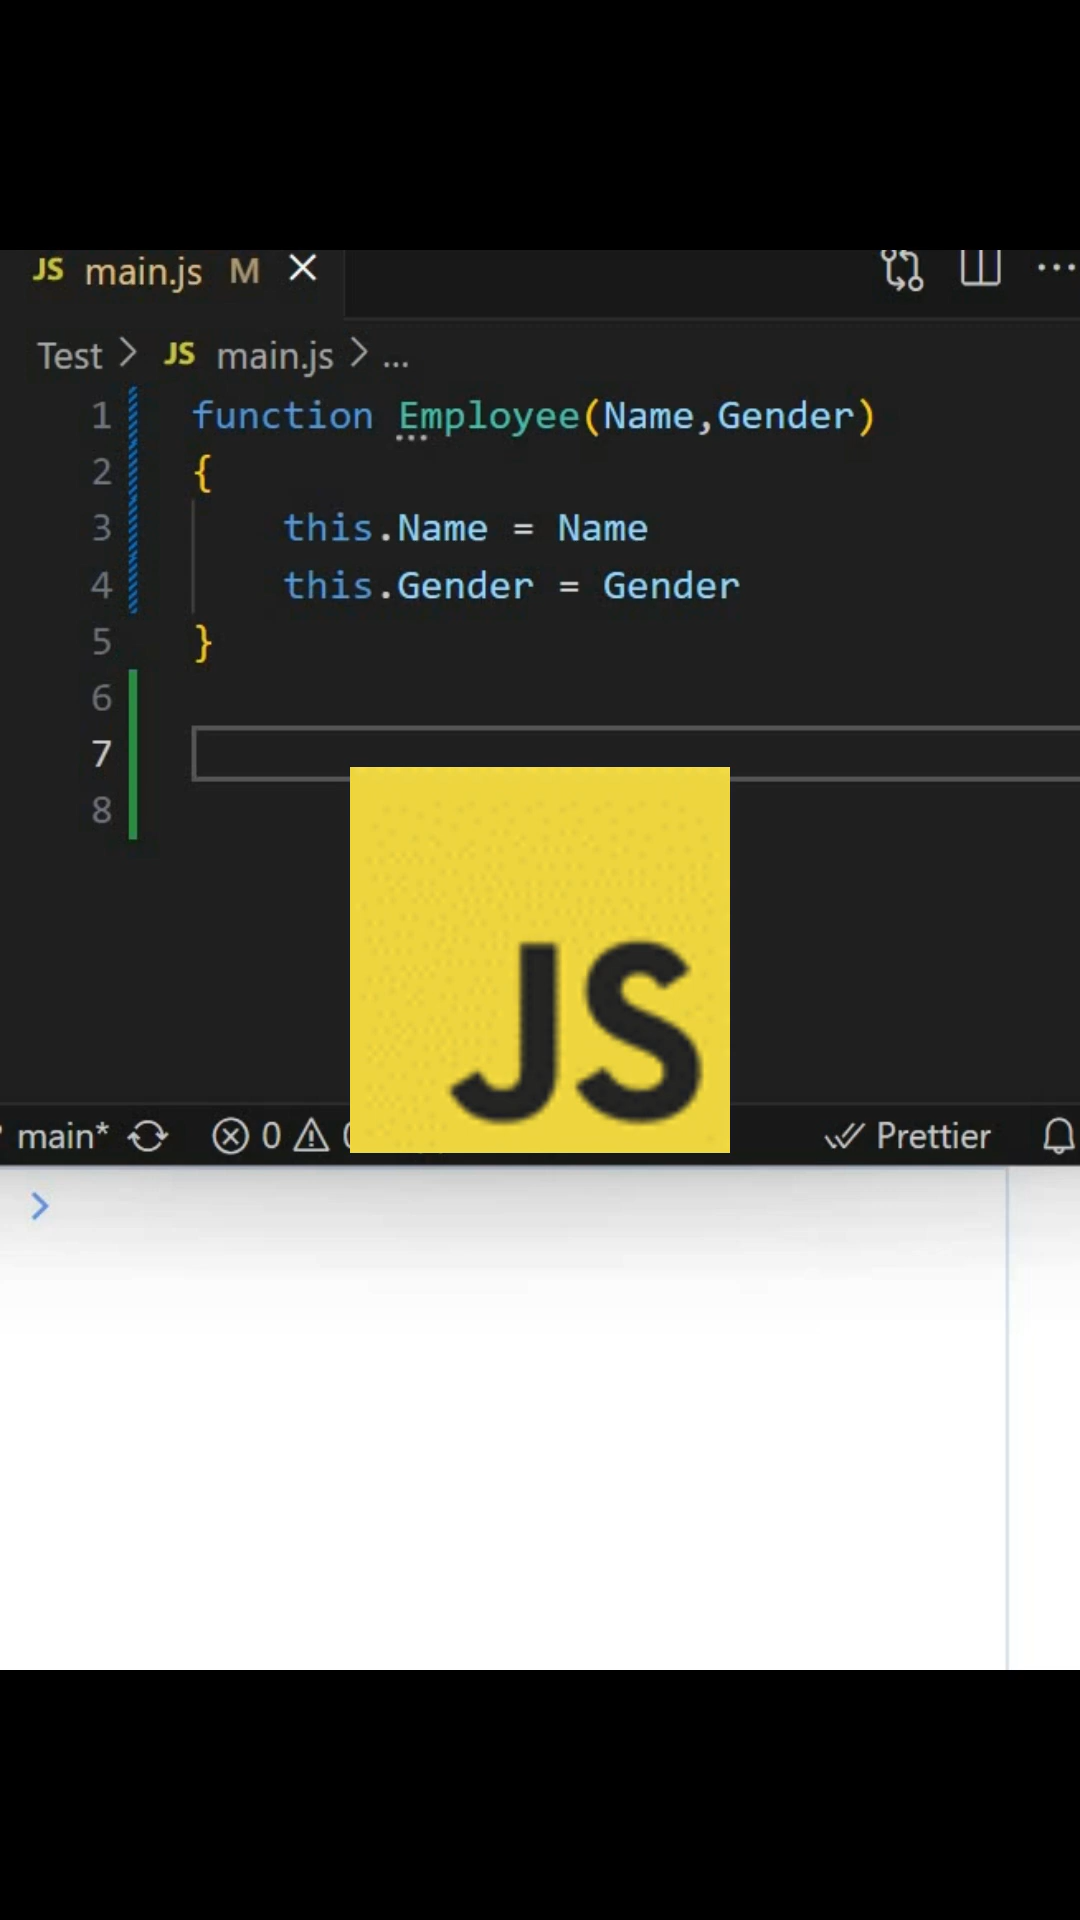 JS main.js M
Test > JS main.js > ...
1 function Employee(Name,Gender)
2 {
3 this.Name = Name
4 this.Gender = Gender
5 }
6
7
8
JS
main* 0 Prettier
>